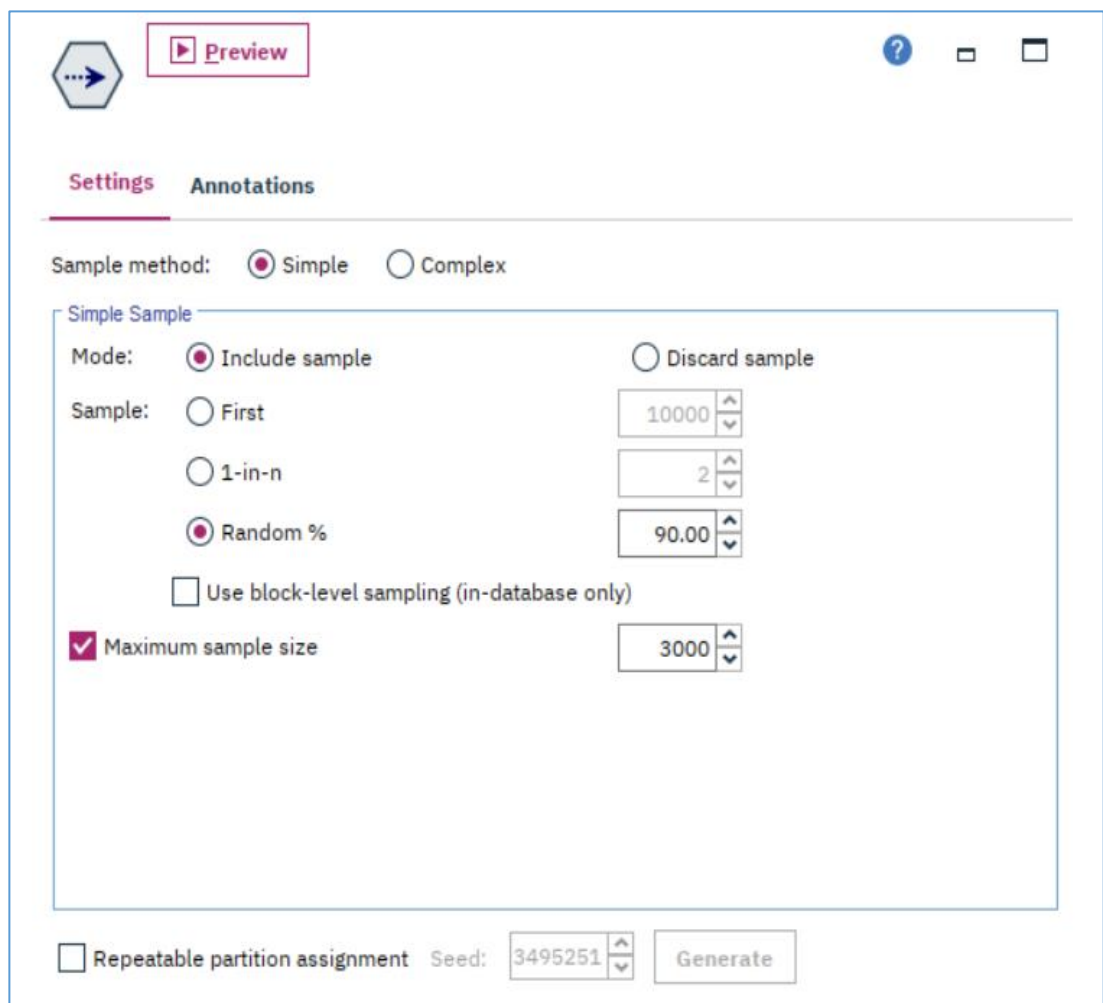 Preview
?
Settings Annotations
Sample method: Simple Complex
Simple Sample
Mode: Include sample Discard sample
Sample: First 10000
1-in-n 2
Random % 90.00
Use block-level sampling (in-database only)
Maximum sample size 3000
Repeatable partition assignment Seed: 3495251 Generate